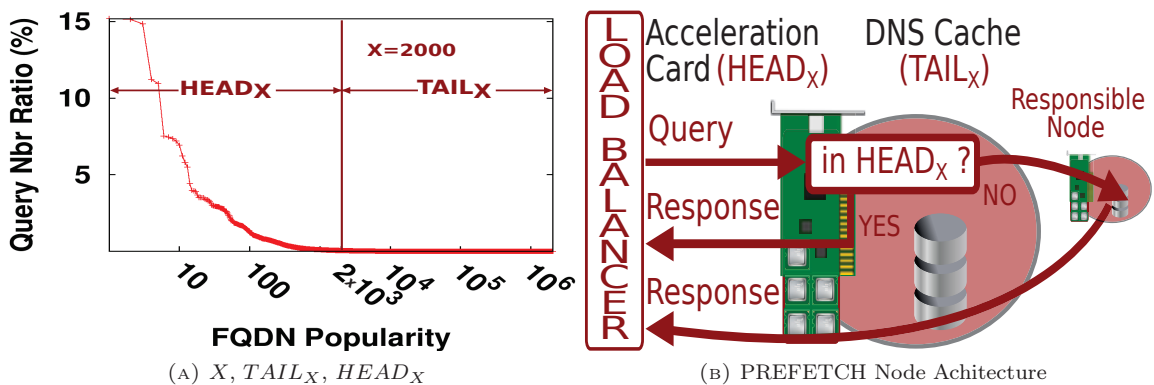 Query Nbr Ratio (%)
15
10
5
X=2000
HEADX
TAILX
10
100
2x10³
10⁴
10⁵
10⁶
FQDN Popularity
(A) X, TAILX, HEADX
LOAD BALANCER
Acceleration
Card (HEADX)
DNS Cache
(TAILX)
Responsible
Node
Query
in HEADX ?
NO
YES
Response
Response
(B) PREFETCH Node Achitecture